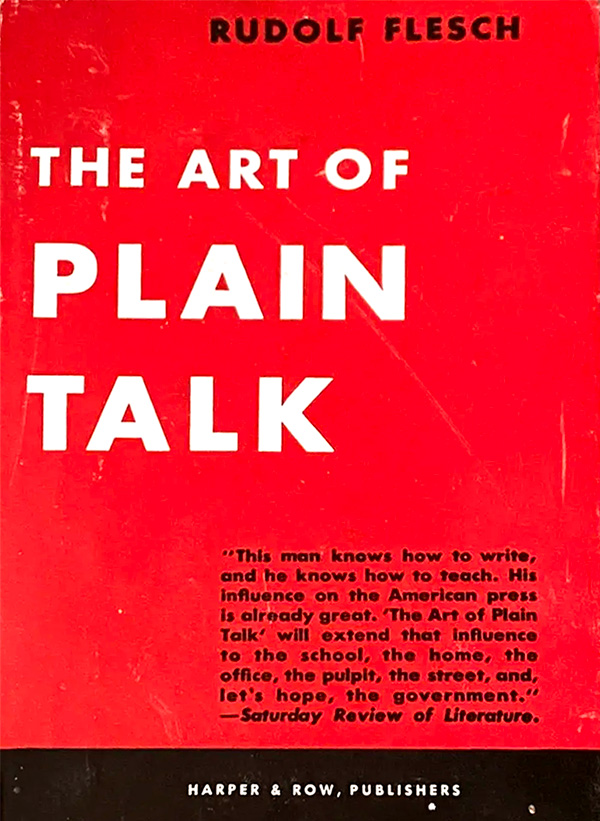 RUDOLF FLESCH
THE ART OF
PLAIN
TALK
"This man knows how to write,
and he knows how to teach. His
influence on the American press
is already great. 'The Art of Plain
Talk' will extend that influence
to the school, the home, the
office, the pulpit, the street, and,
let's hope, the government."
—Saturday Review of Literature.
HARPER & ROW, PUBLISHERS